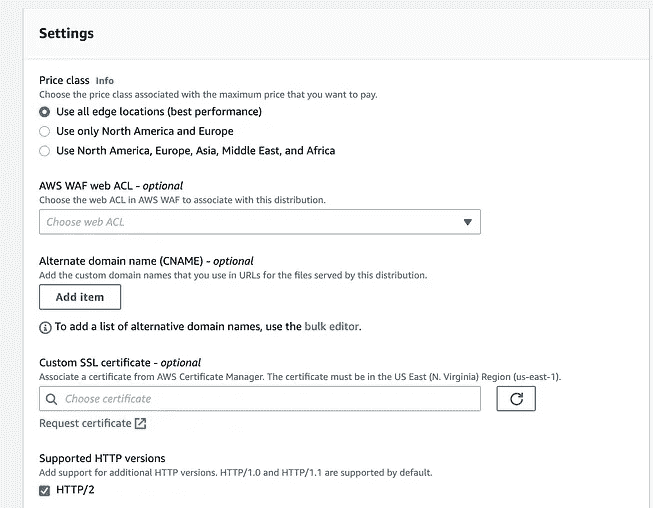 Settings
Price class Info
Choose the price class associated with the maximum price that you want to pay.
Use all edge locations (best performance)
Use only North America and Europe
Use North America, Europe, Asia, Middle East, and Africa
AWS WAF web ACL - optional
Choose the web ACL in AWS WAF to associate with this distribution.
Choose web ACL
Alternate domain name (CNAME) - optional
Add the custom domain names that you use in URLs for the files served by this distribution.
Add item
To add a list of alternative domain names, use the bulk editor.
Custom SSL certificate - optional
Associate a certificate from AWS Certificate Manager. The certificate must be in the US East (N. Virginia) Region (us-east-1).
Choose certificate
Request certificate
Supported HTTP versions
Add support for additional HTTP versions. HTTP/1.0 and HTTP/1.1 are supported by default.
HTTP/2